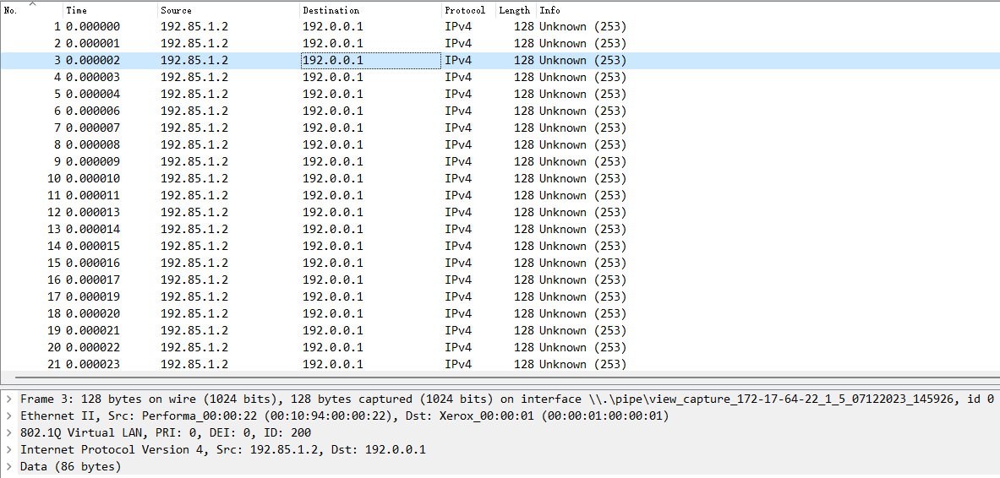 No. Time Source Destination Protocol Length Info
1 0.000000 192.85.1.2 192.0.0.1 IPv4 128 Unknown (253)
2 0.000001 192.85.1.2 192.0.0.1 IPv4 128 Unknown (253)
3 0.000002 192.85.1.2 192.0.0.1 IPv4 128 Unknown (253)
4 0.000003 192.85.1.2 192.0.0.1 IPv4 128 Unknown (253)
5 0.000004 192.85.1.2 192.0.0.1 IPv4 128 Unknown (253)
6 0.000006 192.85.1.2 192.0.0.1 IPv4 128 Unknown (253)
7 0.000007 192.85.1.2 192.0.0.1 IPv4 128 Unknown (253)
8 0.000008 192.85.1.2 192.0.0.1 IPv4 128 Unknown (253)
9 0.000009 192.85.1.2 192.0.0.1 IPv4 128 Unknown (253)
10 0.000010 192.85.1.2 192.0.0.1 IPv4 128 Unknown (253)
11 0.000011 192.85.1.2 192.0.0.1 IPv4 128 Unknown (253)
12 0.000013 192.85.1.2 192.0.0.1 IPv4 128 Unknown (253)
13 0.000014 192.85.1.2 192.0.0.1 IPv4 128 Unknown (253)
14 0.000015 192.85.1.2 192.0.0.1 IPv4 128 Unknown (253)
15 0.000016 192.85.1.2 192.0.0.1 IPv4 128 Unknown (253)
16 0.000017 192.85.1.2 192.0.0.1 IPv4 128 Unknown (253)
17 0.000019 192.85.1.2 192.0.0.1 IPv4 128 Unknown (253)
18 0.000020 192.85.1.2 192.0.0.1 IPv4 128 Unknown (253)
19 0.000021 192.85.1.2 192.0.0.1 IPv4 128 Unknown (253)
20 0.000022 192.85.1.2 192.0.0.1 IPv4 128 Unknown (253)
21 0.000023 192.85.1.2 192.0.0.1 IPv4 128 Unknown (253)
Frame 3: 128 bytes on wire (1024 bits), 128 bytes captured (1024 bits) on interface \\.\pipe\view_capture_172-17-64-22_1_5_07122023_145926, id 0
Ethernet II, Src: Performa_00:00:22 (00:10:94:00:00:22), Dst: Xerox_00:00:01 (00:00:01:00:00:01)
802.1Q Virtual LAN, PRI: 0, DEI: 0, ID: 200
Internet Protocol Version 4, Src: 192.85.1.2, Dst: 192.0.0.1
Data (86 bytes)